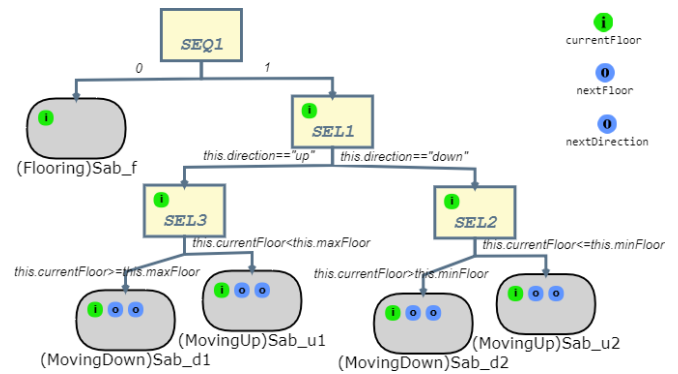 SEQ1
i
currentFloor
0
1
o
nextFloor
i
i
SEL1
o
nextDirection
(Flooring)Sab_f
this.direction=="up"
this.direction=="down"
i
SEL3
i
SEL2
this.currentFloor<this.maxFloor
this.currentFloor<=this.minFloor
this.currentFloor>=this.maxFloor
this.currentFloor>this.minFloor
i o o
i o o
i o o
i o o
(MovingUp)Sab_u1
(MovingUp)Sab_u2
(MovingDown)Sab_d1
(MovingDown)Sab_d2